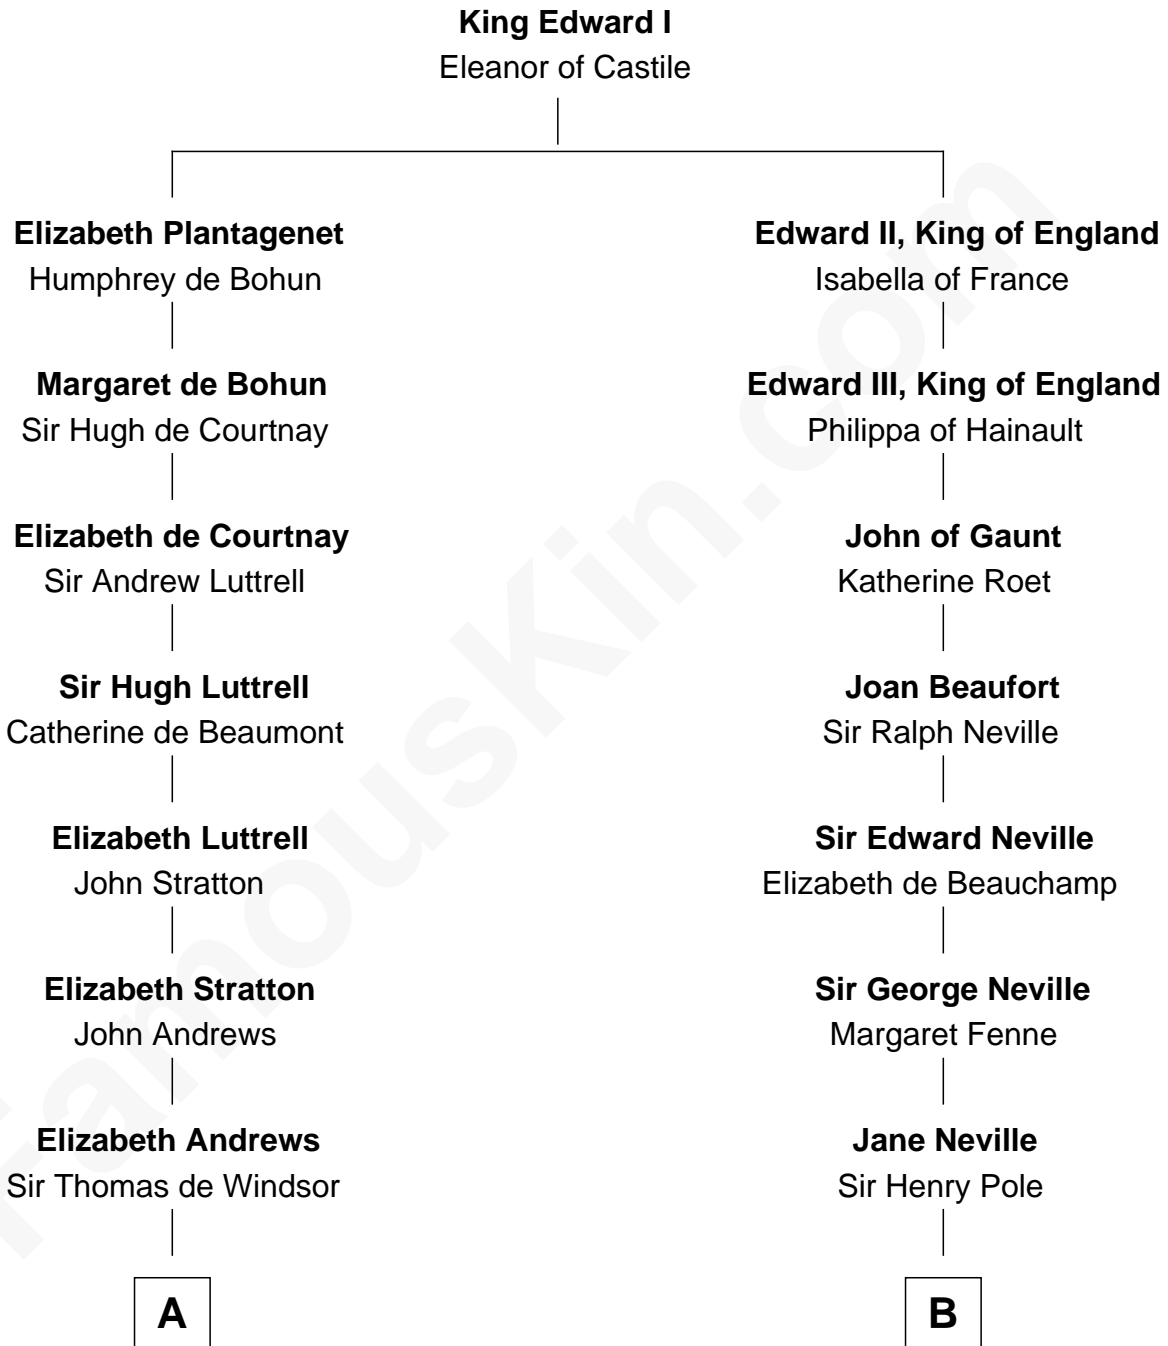 King Edward I
Eleanor of Castile
Elizabeth Plantagenet
Humphrey de Bohun
Edward II, King of England
Isabella of France
Margaret de Bohun
Sir Hugh de Courtnay
Edward III, King of England
Philippa of Hainault
Elizabeth de Courtnay
Sir Andrew Luttrell
John of Gaunt
Katherine Roet
Sir Hugh Luttrell
Catherine de Beaumont
Joan Beaufort
Sir Ralph Neville
Elizabeth Luttrell
John Stratton
Sir Edward Neville
Elizabeth de Beauchamp
Elizabeth Stratton
John Andrews
Sir George Neville
Margaret Fenne
Elizabeth Andrews
Sir Thomas de Windsor
Jane Neville
Sir Henry Pole
A
B
FamousKin.com